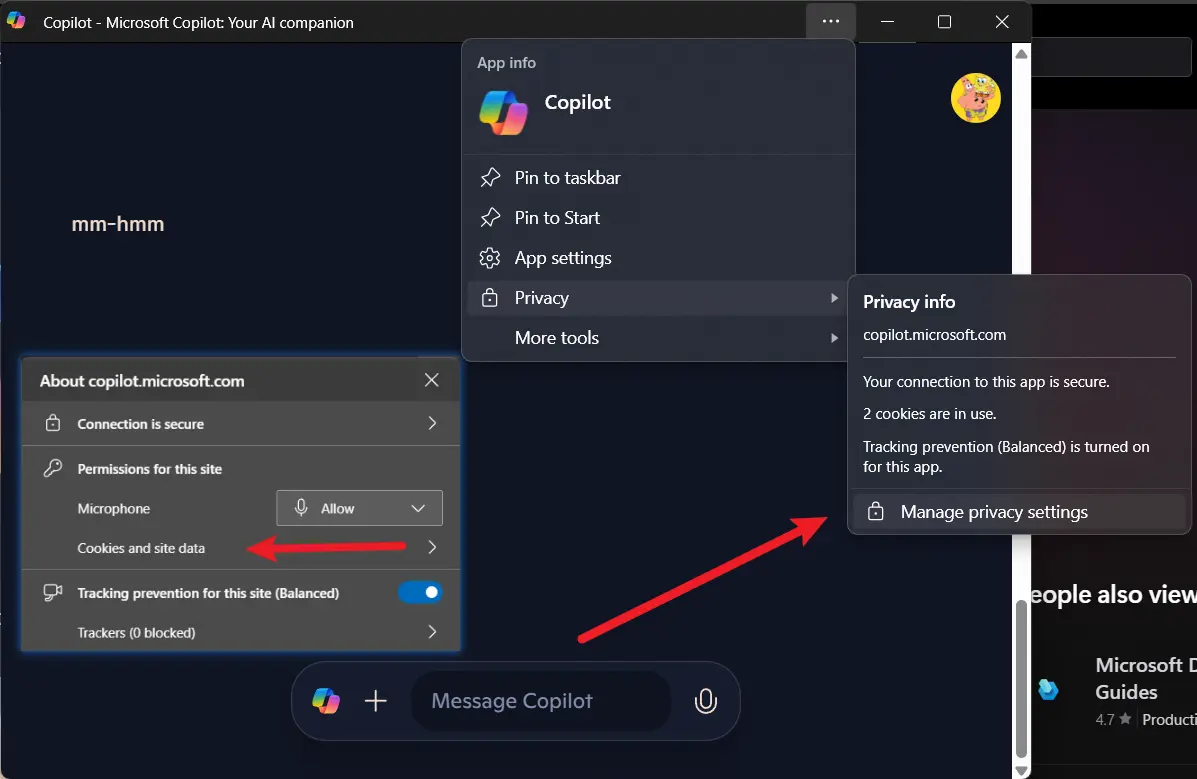 Copilot - Microsoft Copilot: Your AI companion
App info
Copilot
Pin to taskbar
Pin to Start
App settings
Privacy
More tools
mm-hmm
Privacy info
copilot.microsoft.com
Your connection to this app is secure.
2 cookies are in use.
Tracking prevention (Balanced) is turned on
for this app.
Manage privacy settings
About copilot.microsoft.com
Connection is secure
Permissions for this site
Microphone
Allow
Cookies and site data
Tracking prevention for this site (Balanced)
Trackers (0 blocked)
Message Copilot
eople also view
Microsoft D
Guides
4.7 ★ Producti